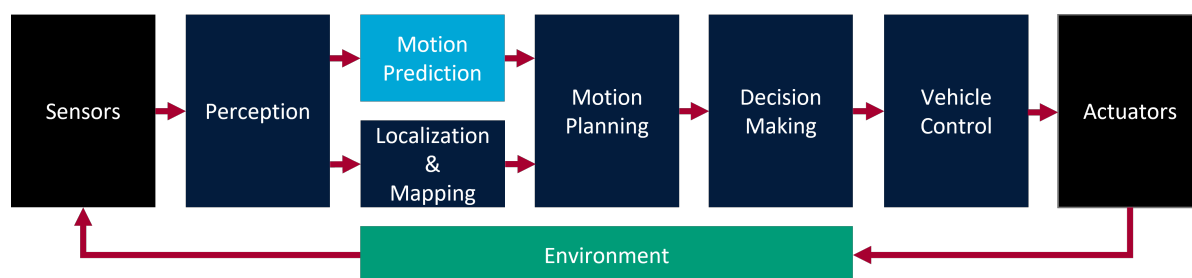 Sensors
Perception
Motion
Prediction
Localization
&
Mapping
Motion
Planning
Decision
Making
Vehicle
Control
Actuators
Environment